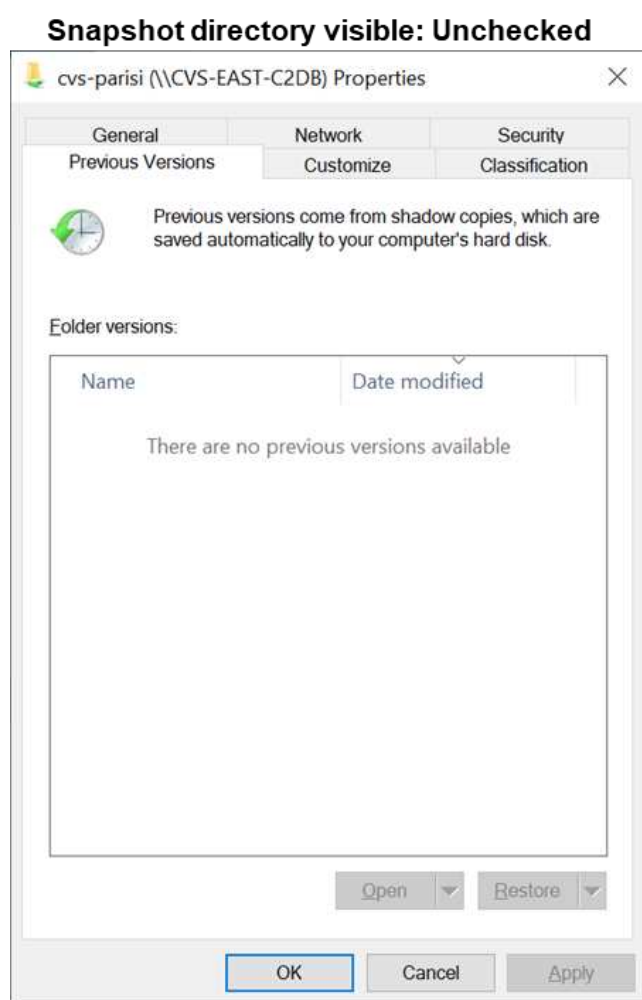 Snapshot directory visible: Unchecked
cvs-parisi (\\CVS-EAST-C2DB) Properties
General Network Security
Previous Versions Customize Classification
Previous versions come from shadow copies, which are
saved automatically to your computer's hard disk.
Folder versions:
Name Date modified
There are no previous versions available
Open Restore
OK Cancel Apply